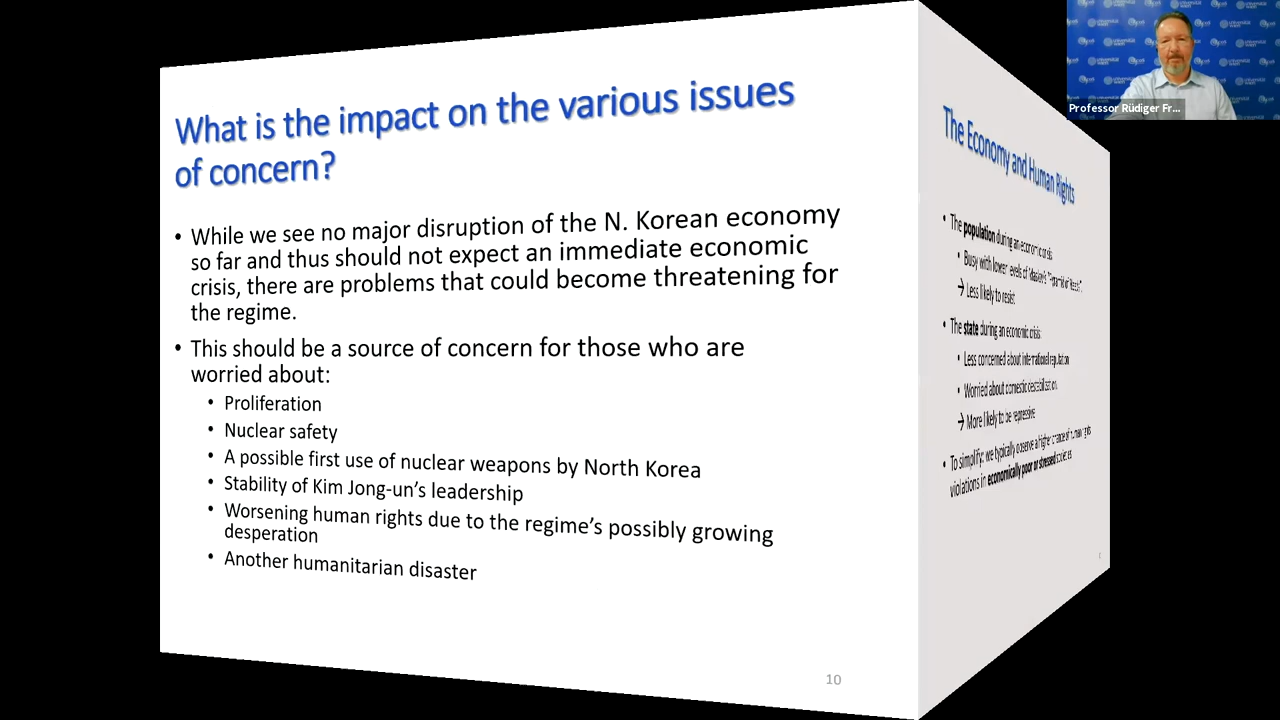 What is the impact on the various issues
of concern?
• While we see no major disruption of the N. Korean economy
so far and thus should not expect an immediate economic
crisis, there are problems that could become threatening for
the regime.
• This should be a source of concern for those who are
worried about:
• Proliferation
• Nuclear safety
• A possible first use of nuclear weapons by North Korea
• Stability of Kim Jong-un's leadership
• Worsening human rights due to the regime's possibly growing
desperation
• Another humanitarian disaster
10
The Economy and Human Rights
• The population during an economic crisis
• Busy with lower levels of
→ Less likely to resist
• The state during an economic crisis
• Less concerned about international reputation
• Worried about domestic destabilization
→ More likely to be repressive
• To simplify: we typically observe a higher chance of human rights
violations in economically poor or stressed societies
Professor Rüdiger Fr...